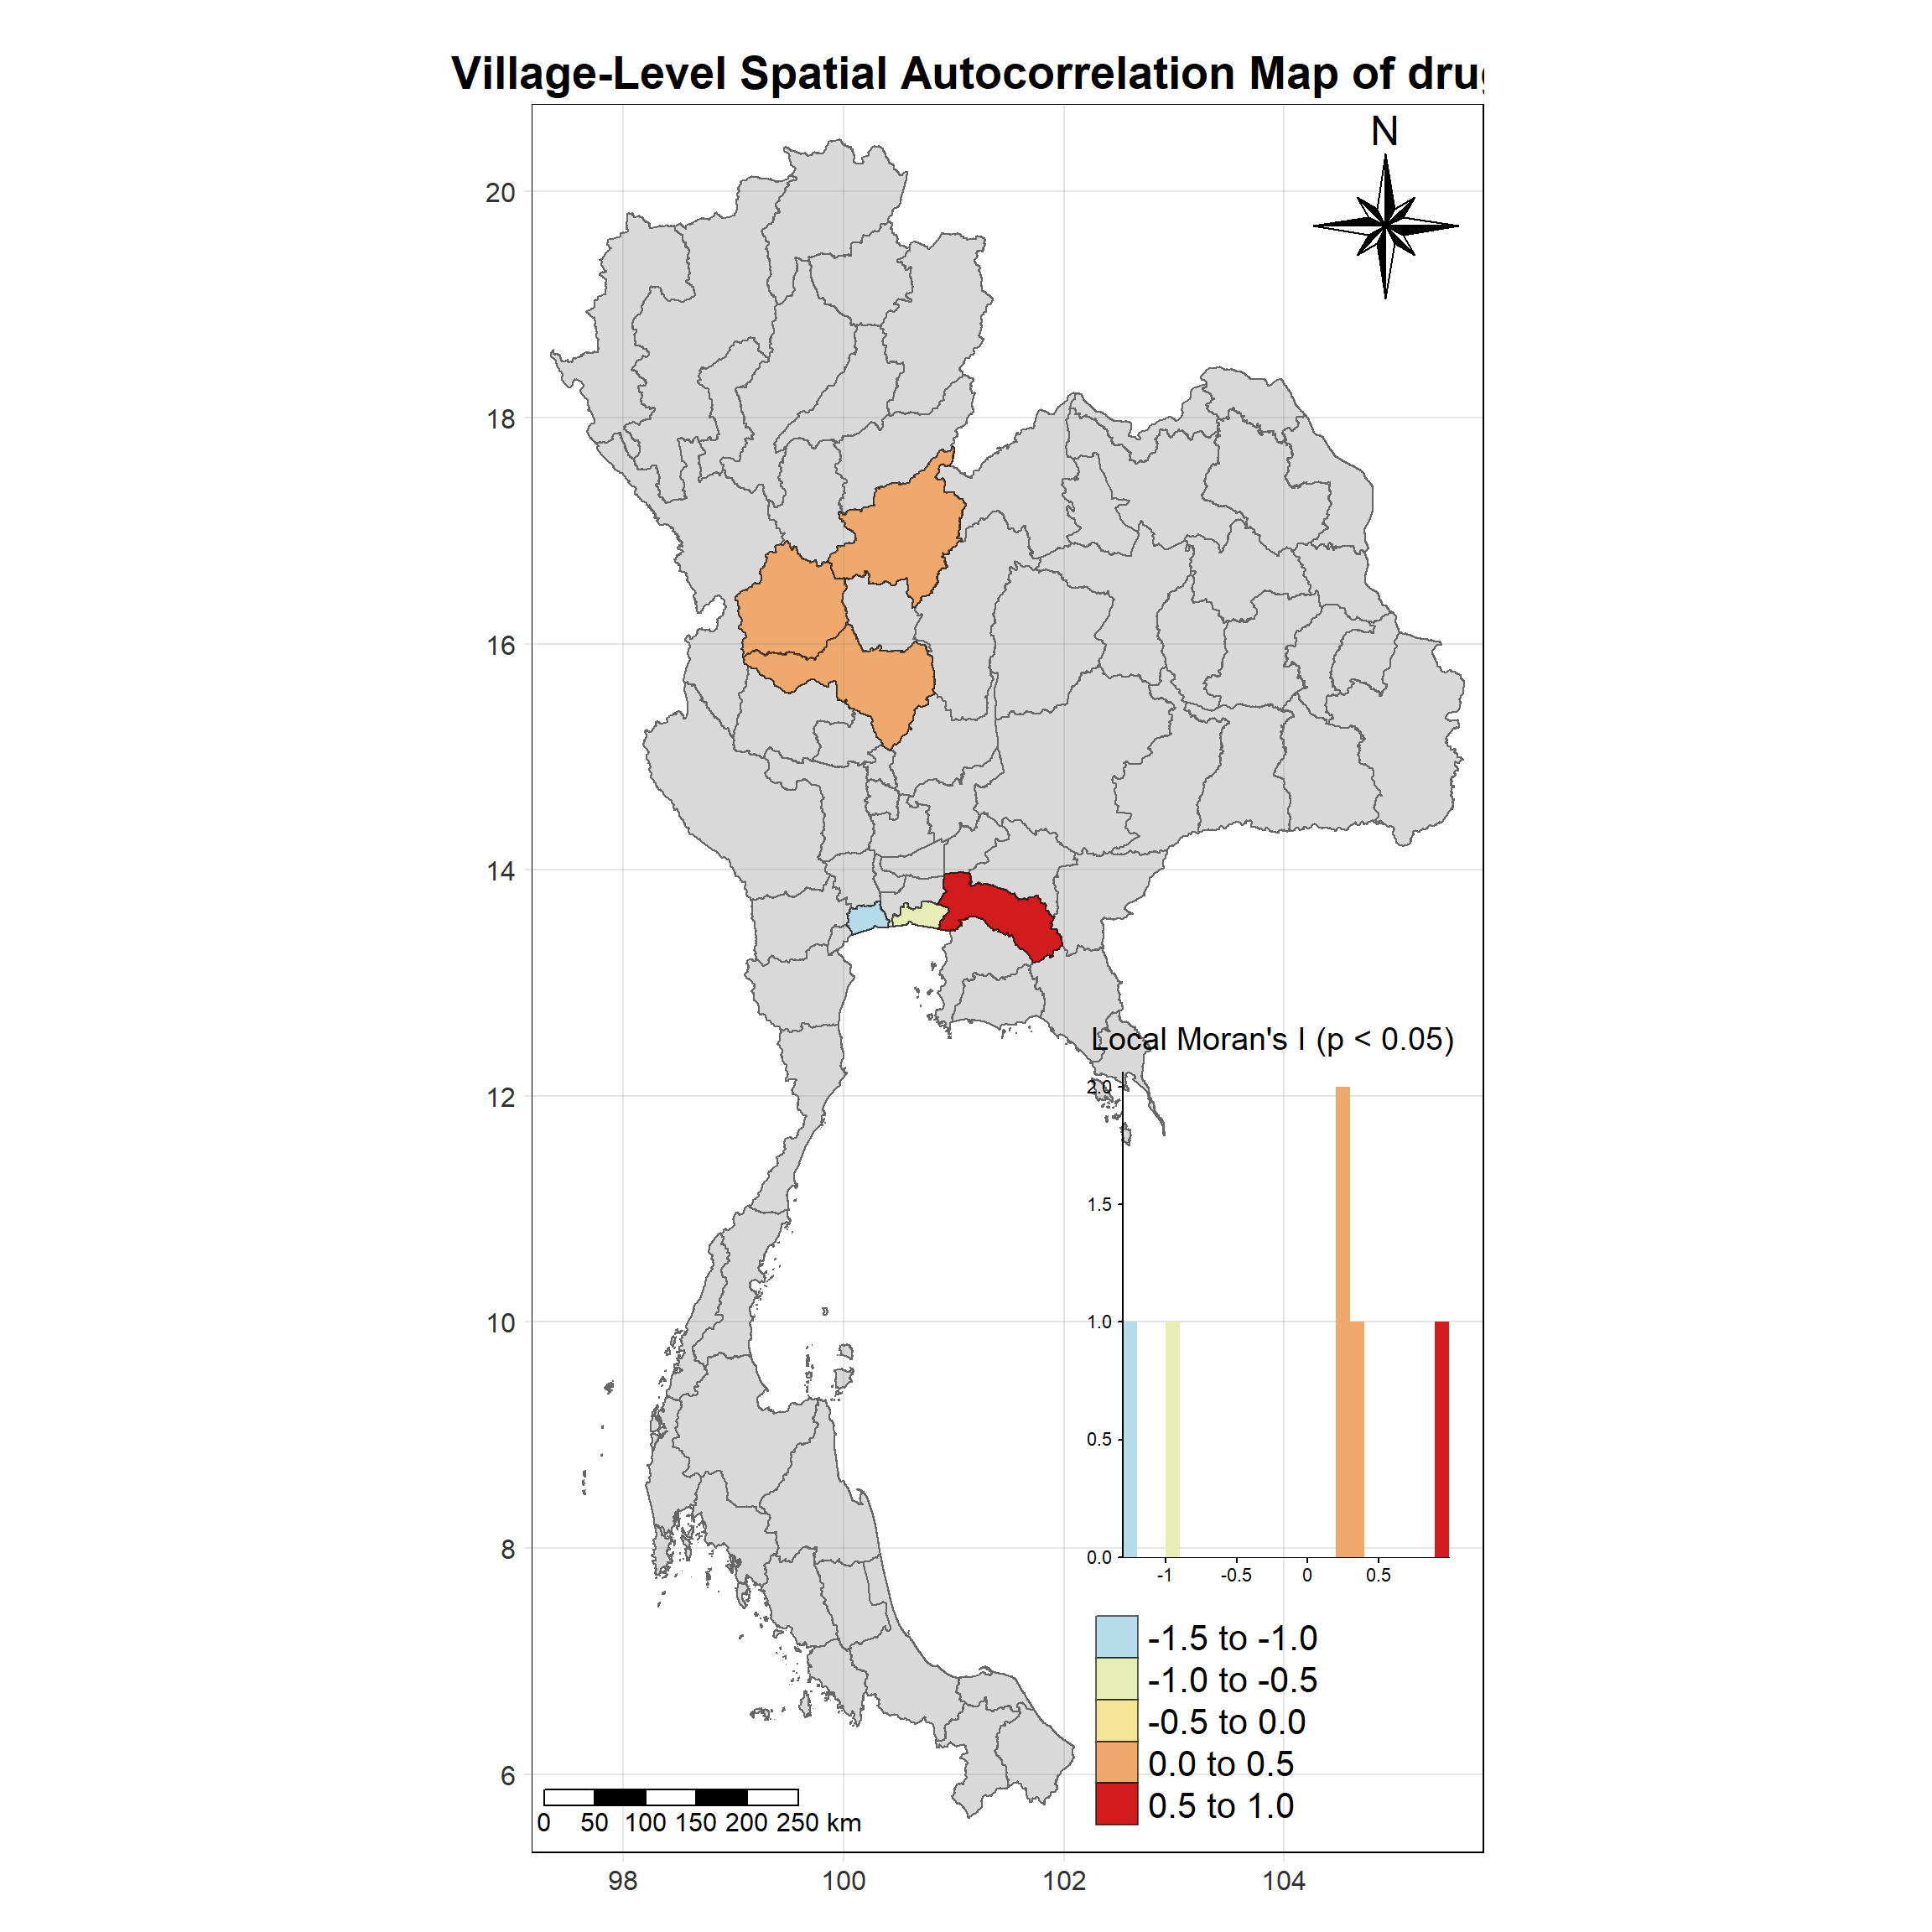 Village-Level Spatial Autocorrelation Map of drug
N
20
18
16
14
12
10
8
6
98
100
102
104
Local Moran's I (p < 0.05)
2.0
1.5
1.0
0.5
0.0
-1
-0.5
0
0.5
-1.5 to -1.0
-1.0 to -0.5
-0.5 to 0.0
0.0 to 0.5
0.5 to 1.0
0 50 100 150 200 250 km